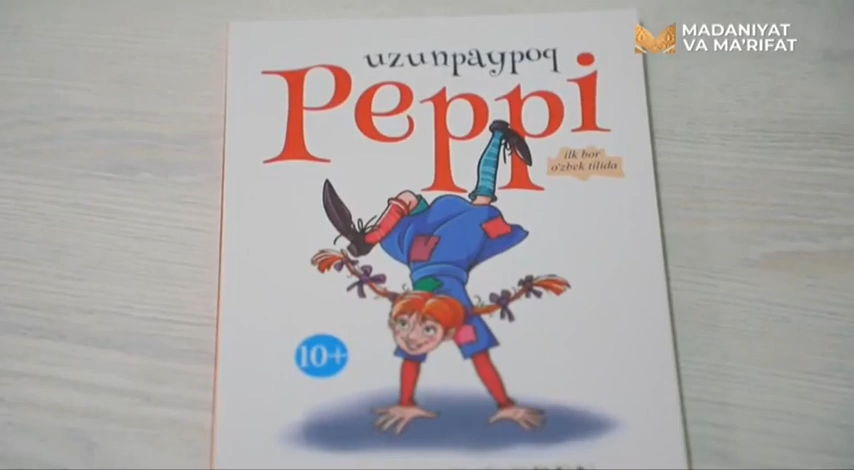 MADANIYAT
VA MA'RIFAT
uzunpaypoq
Peppi
ilk bor
o'zbek tilida
10+